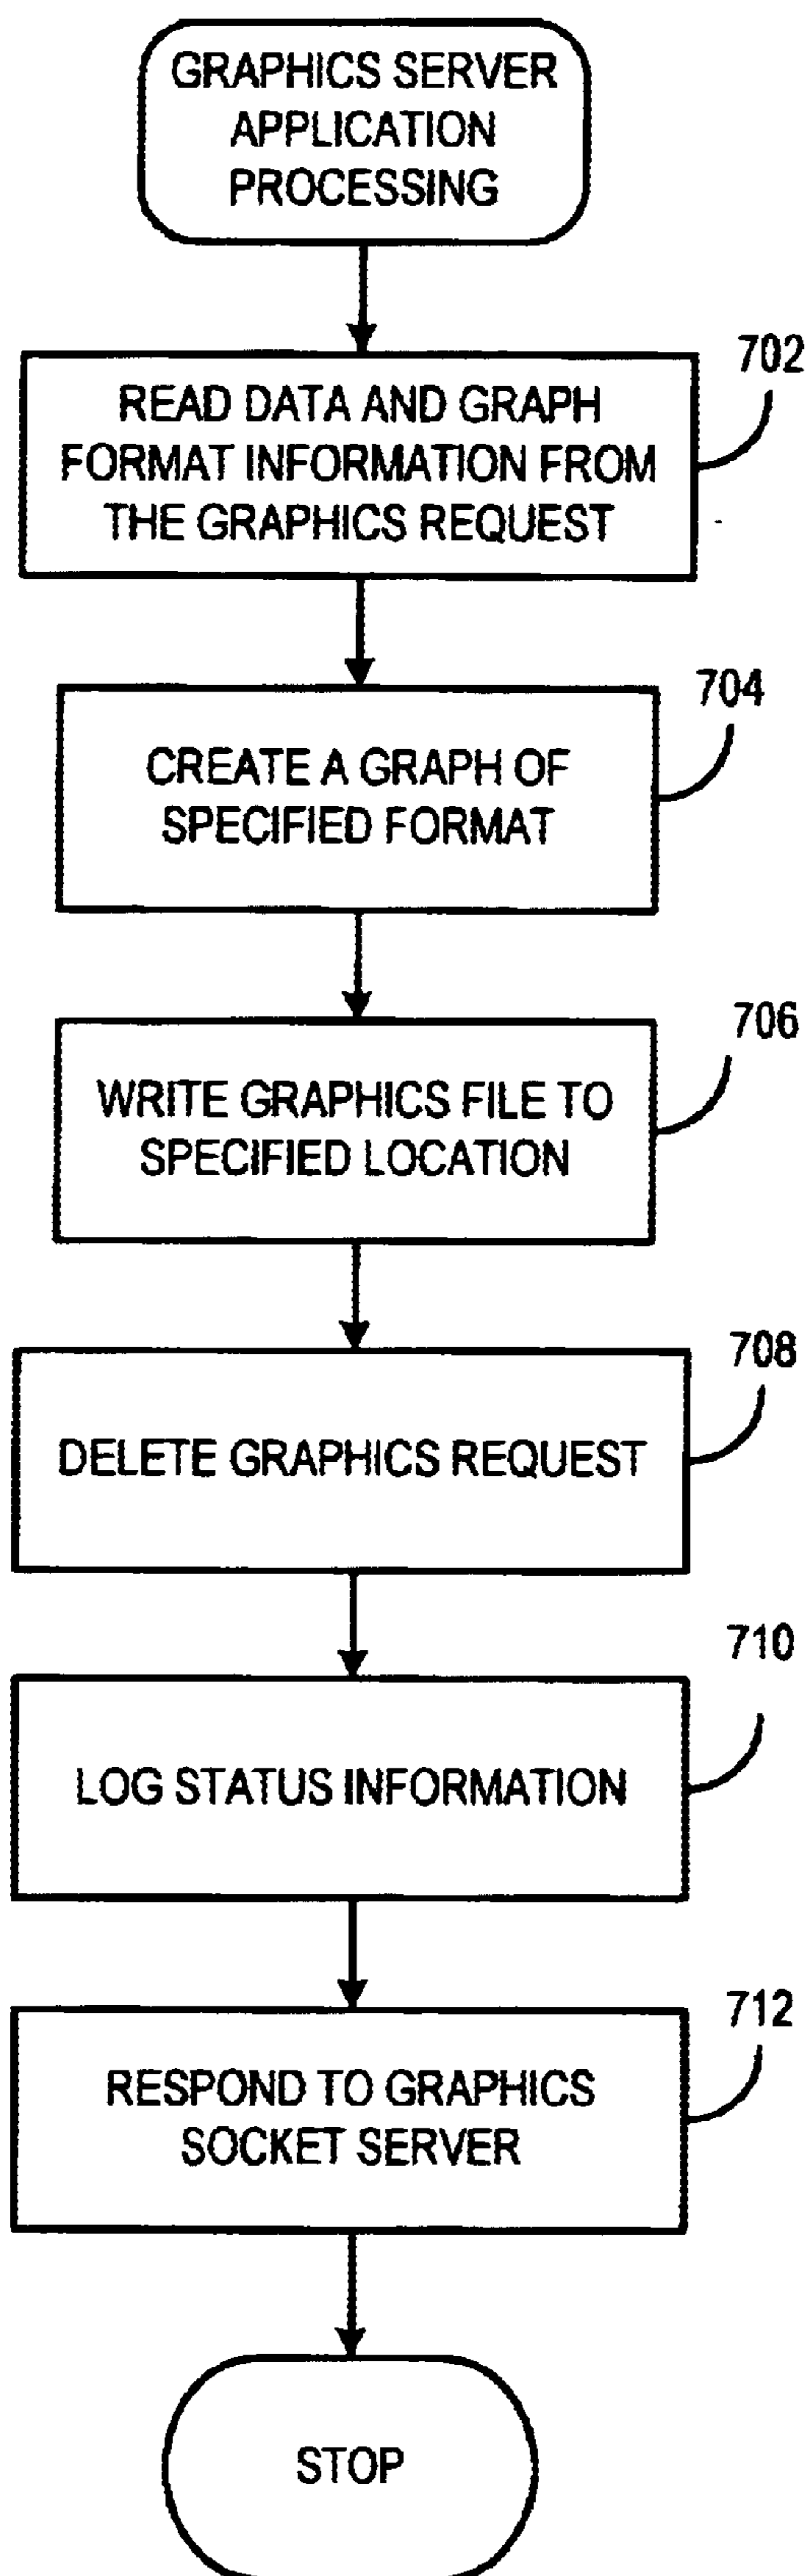 GRAPHICS SERVER
APPLICATION
PROCESSING
702
READ DATA AND GRAPH
FORMAT INFORMATION FROM
THE GRAPHICS REQUEST
704
CREATE A GRAPH OF
SPECIFIED FORMAT
706
WRITE GRAPHICS FILE TO
SPECIFIED LOCATION
708
DELETE GRAPHICS REQUEST
710
LOG STATUS INFORMATION
712
RESPOND TO GRAPHICS
SOCKET SERVER
STOP